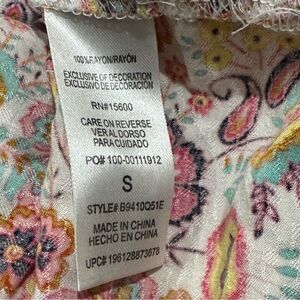 100%RAYON/RAYÓN
EXCLUSIVE OF DECORATION
EXCLUSIVO DE DECORACIÓN
RN#15600
CARE ON REVERSE
VER AL DORSO
PARA CUIDADO
PO# 100-00111912
S
STYLE# B9410Q51E
MADE IN CHINA
HECHO EN CHINA
UPC# 196128873678